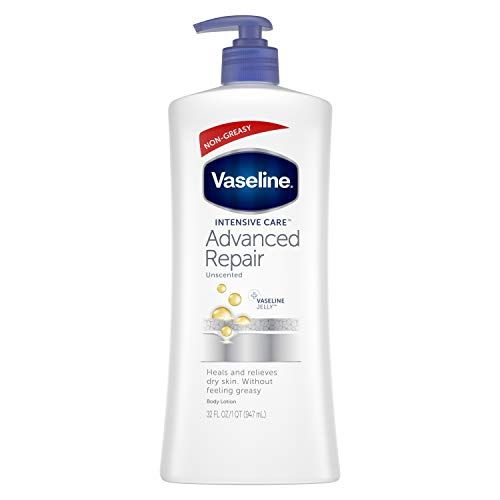 NON-GREASY
Vaseline.
INTENSIVE CARE™
Advanced
Repair
Unscented
+ VASELINE
JELLY™
Heals and relieves
dry skin. Without
feeling greasy
Body Lotion
32 FL OZ/1 QT (947 mL)